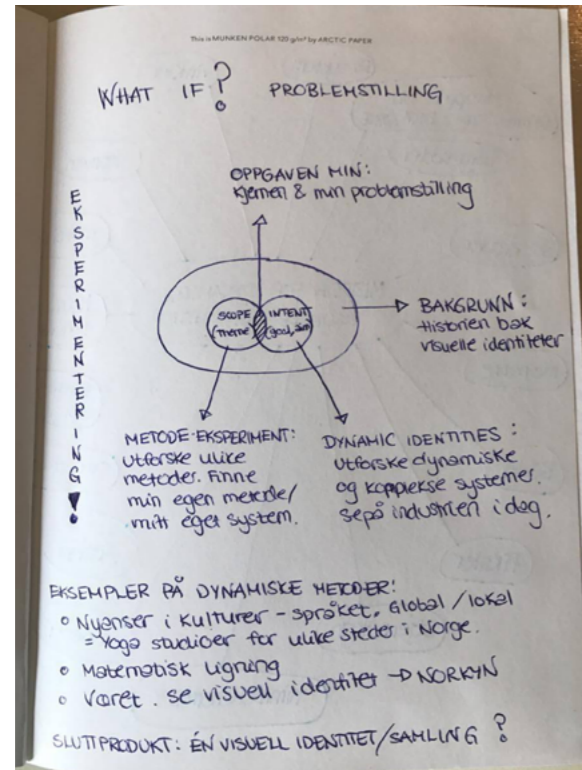 This is MUNKEN POLAR 120 g/m² by ARCTIC PAPER
WHAT IF? PROBLEMSTILLING
OPPGAVEN MIN:
Kjernen & min problemstilling
EKSPERIMENTERING!
SCOPE
(theme)
INTENT
(goal, aim)
BAKGRUNN:
Historien bak
visuelle identiteter
METODE-EKSPERIMENT:
Utforske ulike
metoder. Finne
min egen metode/
mitt eget system.
DYNAMIC IDENTITIES:
Utforske dynamiske
og kopplekse systemer.
se på industrien i dag.
EKSEMPLER PÅ DYNAMISKE METODER:
Nyanser i kulturer - språket. Global/lokal
= Yoga studioer for ulike steder i Norge.
Matematisk ligning
Været. se visuell identitet → NORKYN
SLUTTPRODUKT: ÉN VISUELL IDENTITET/SAMLING?